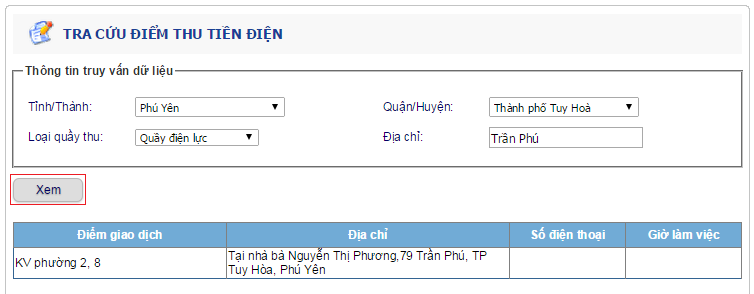 TRA CỨU ĐIỂM THU TIỀN ĐIỆN
Thông tin truy vấn dữ liệu
Tỉnh/Thành: Phú Yên Quận/Huyện: Thành phố Tuy Hoà
Loại quầy thu: Quầy điện lực Địa chỉ: Trần Phú
Xem
Điểm giao dịch Địa chỉ Số điện thoại Giờ làm việc
KV phường 2, 8 Tại nhà bà Nguyễn Thị Phương,79 Trần Phú, TP
Tuy Hòa, Phú Yên